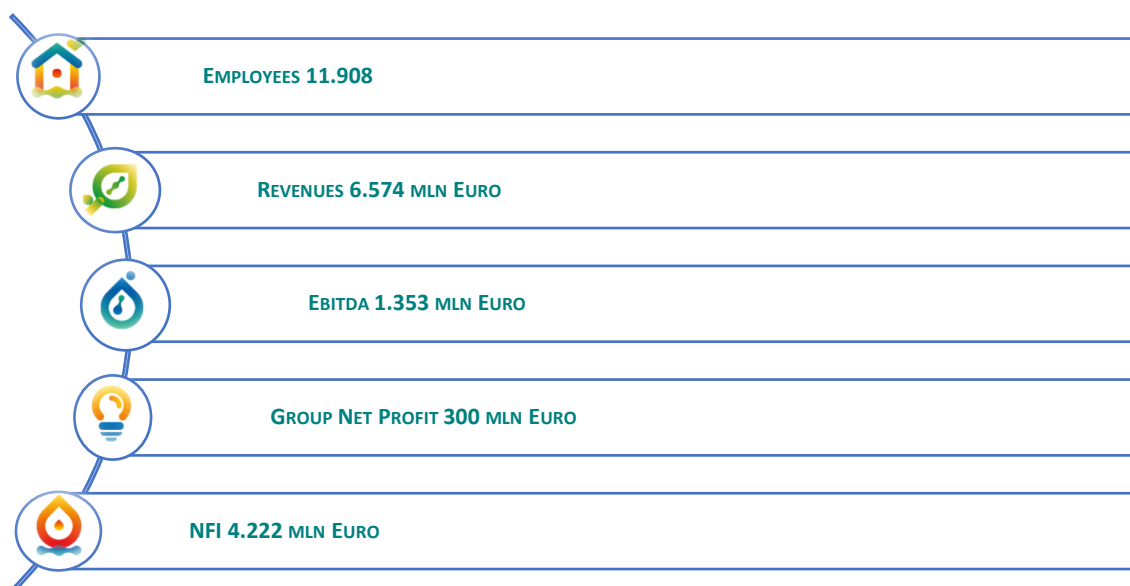 EMPLOYEES 11.908
REVENUES 6.574 MLN EURO
EBITDA 1.353 MLN EURO
GROUP NET PROFIT 300 MLN EURO
NFI 4.222 MLN EURO